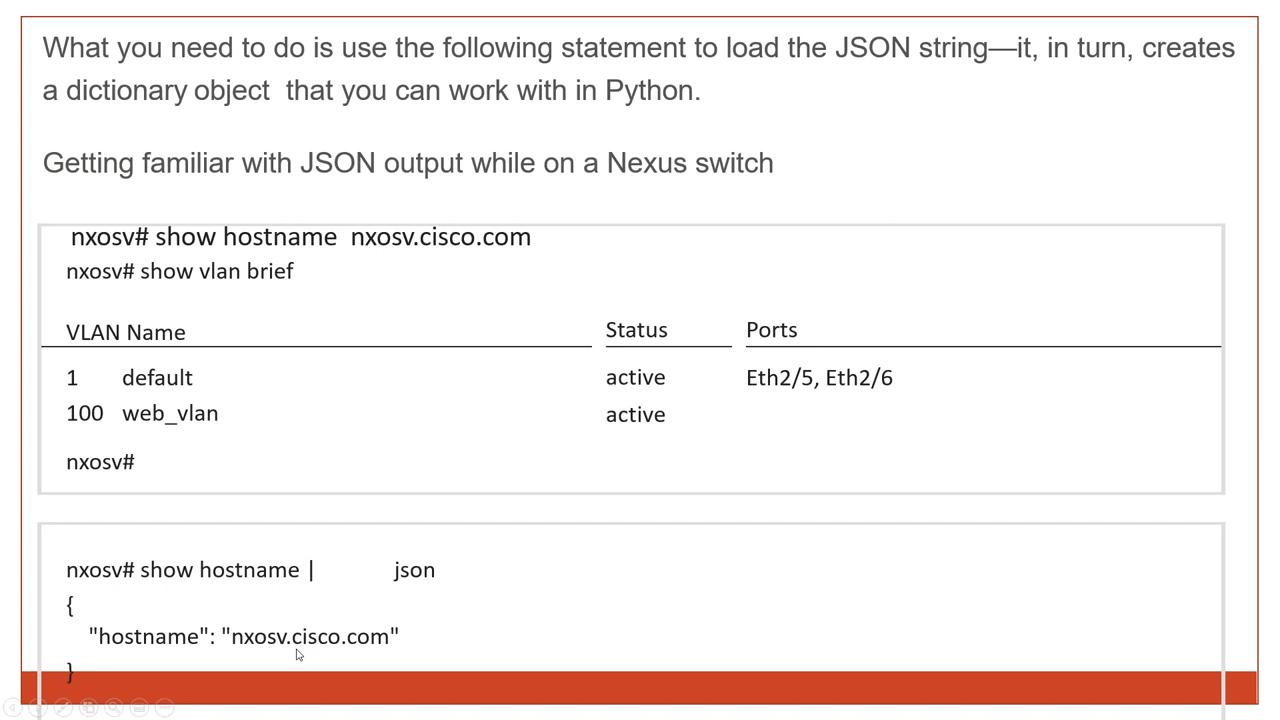 What you need to do is use the following statement to load the JSON string—it, in turn, creates
a dictionary object  that you can work with in Python.
Getting familiar with JSON output while on a Nexus switch
nxosv# show hostname  nxosv.cisco.com
nxosv# show vlan brief
VLAN Name Status Ports
1 default active Eth2/5, Eth2/6
100 web_vlan active
nxosv#
nxosv# show hostname | json
{
"hostname": "nxosv.cisco.com"
}